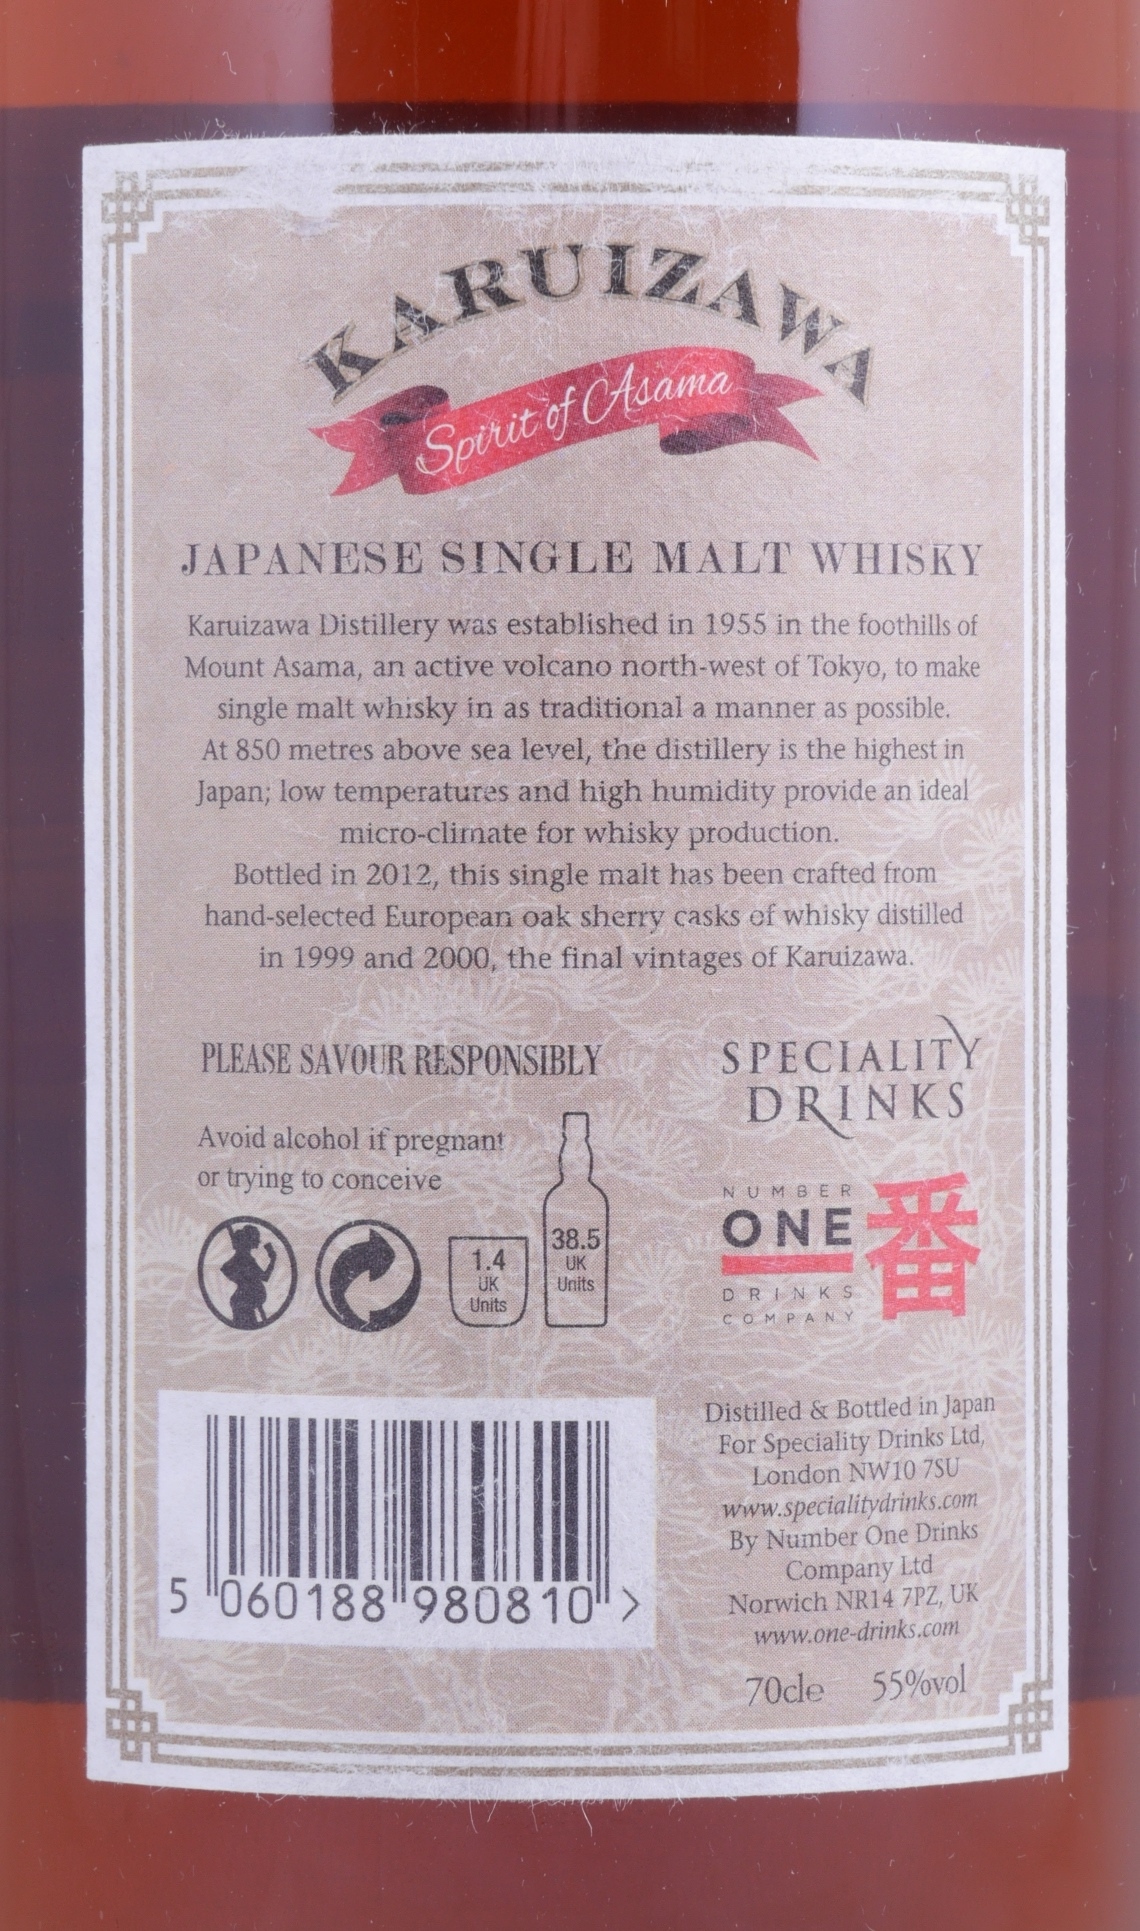 KARUIZAWA
Spirit of Asama
JAPANESE SINGLE MALT WHISKY
Karuizawa Distillery was established in 1955 in the foothills of
Mount Asama, an active volcano north-west of Tokyo, to make
single malt whisky in as traditional a manner as possible.
At 850 metres above sea level, the distillery is the highest in
Japan; low temperatures and high humidity provide an ideal
micro-climate for whisky production.
Bottled in 2012, this single malt has been crafted from
hand-selected European oak sherry casks of whisky distilled
in 1999 and 2000, the final vintages of Karuizawa.
PLEASE SAVOUR RESPONSIBLY
Avoid alcohol if pregnant
or trying to conceive
1.4
UK
Units
38.5
UK
Units
SPECIALITY
DRINKS
NUMBER
ONE
DRINKS
COMPANY
番
5 060188 980810 >
Distilled & Bottled in Japan
For Speciality Drinks Ltd,
London NW10 7SU
www.specialitydrinks.com
By Number One Drinks
Company Ltd
Norwich NR14 7PZ, UK
www.one-drinks.com
70cle 55%vol